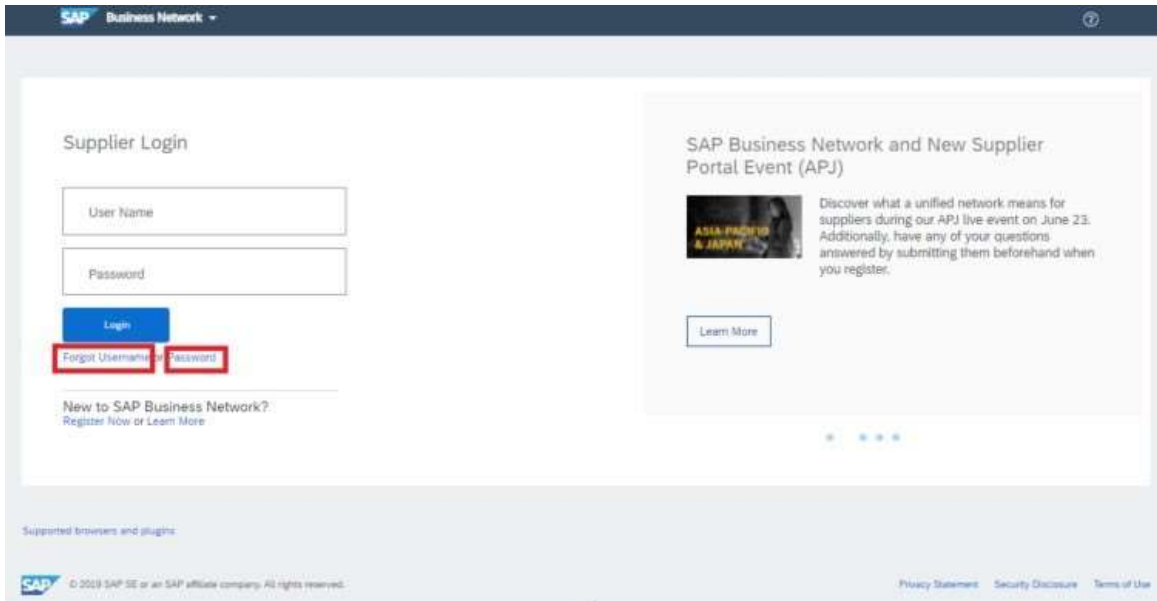 SAP Business Network
Supplier Login
User Name
Password
Login
Forgot Username or Password
New to SAP Business Network?
Register Now or Learn More
SAP Business Network and New Supplier
Portal Event (APJ)
ASIA-PACIFIC
& JAPAN
Discover what a unified network means for
suppliers during our APJ live event on June 23.
Additionally, have any of your questions
answered by submitting them beforehand when
you register.
Learn More
Supported browsers and plugins
SAP © 2019 SAP SE or an SAP affiliate company. All rights reserved.
Privacy Statement Security Disclosure Terms of Use